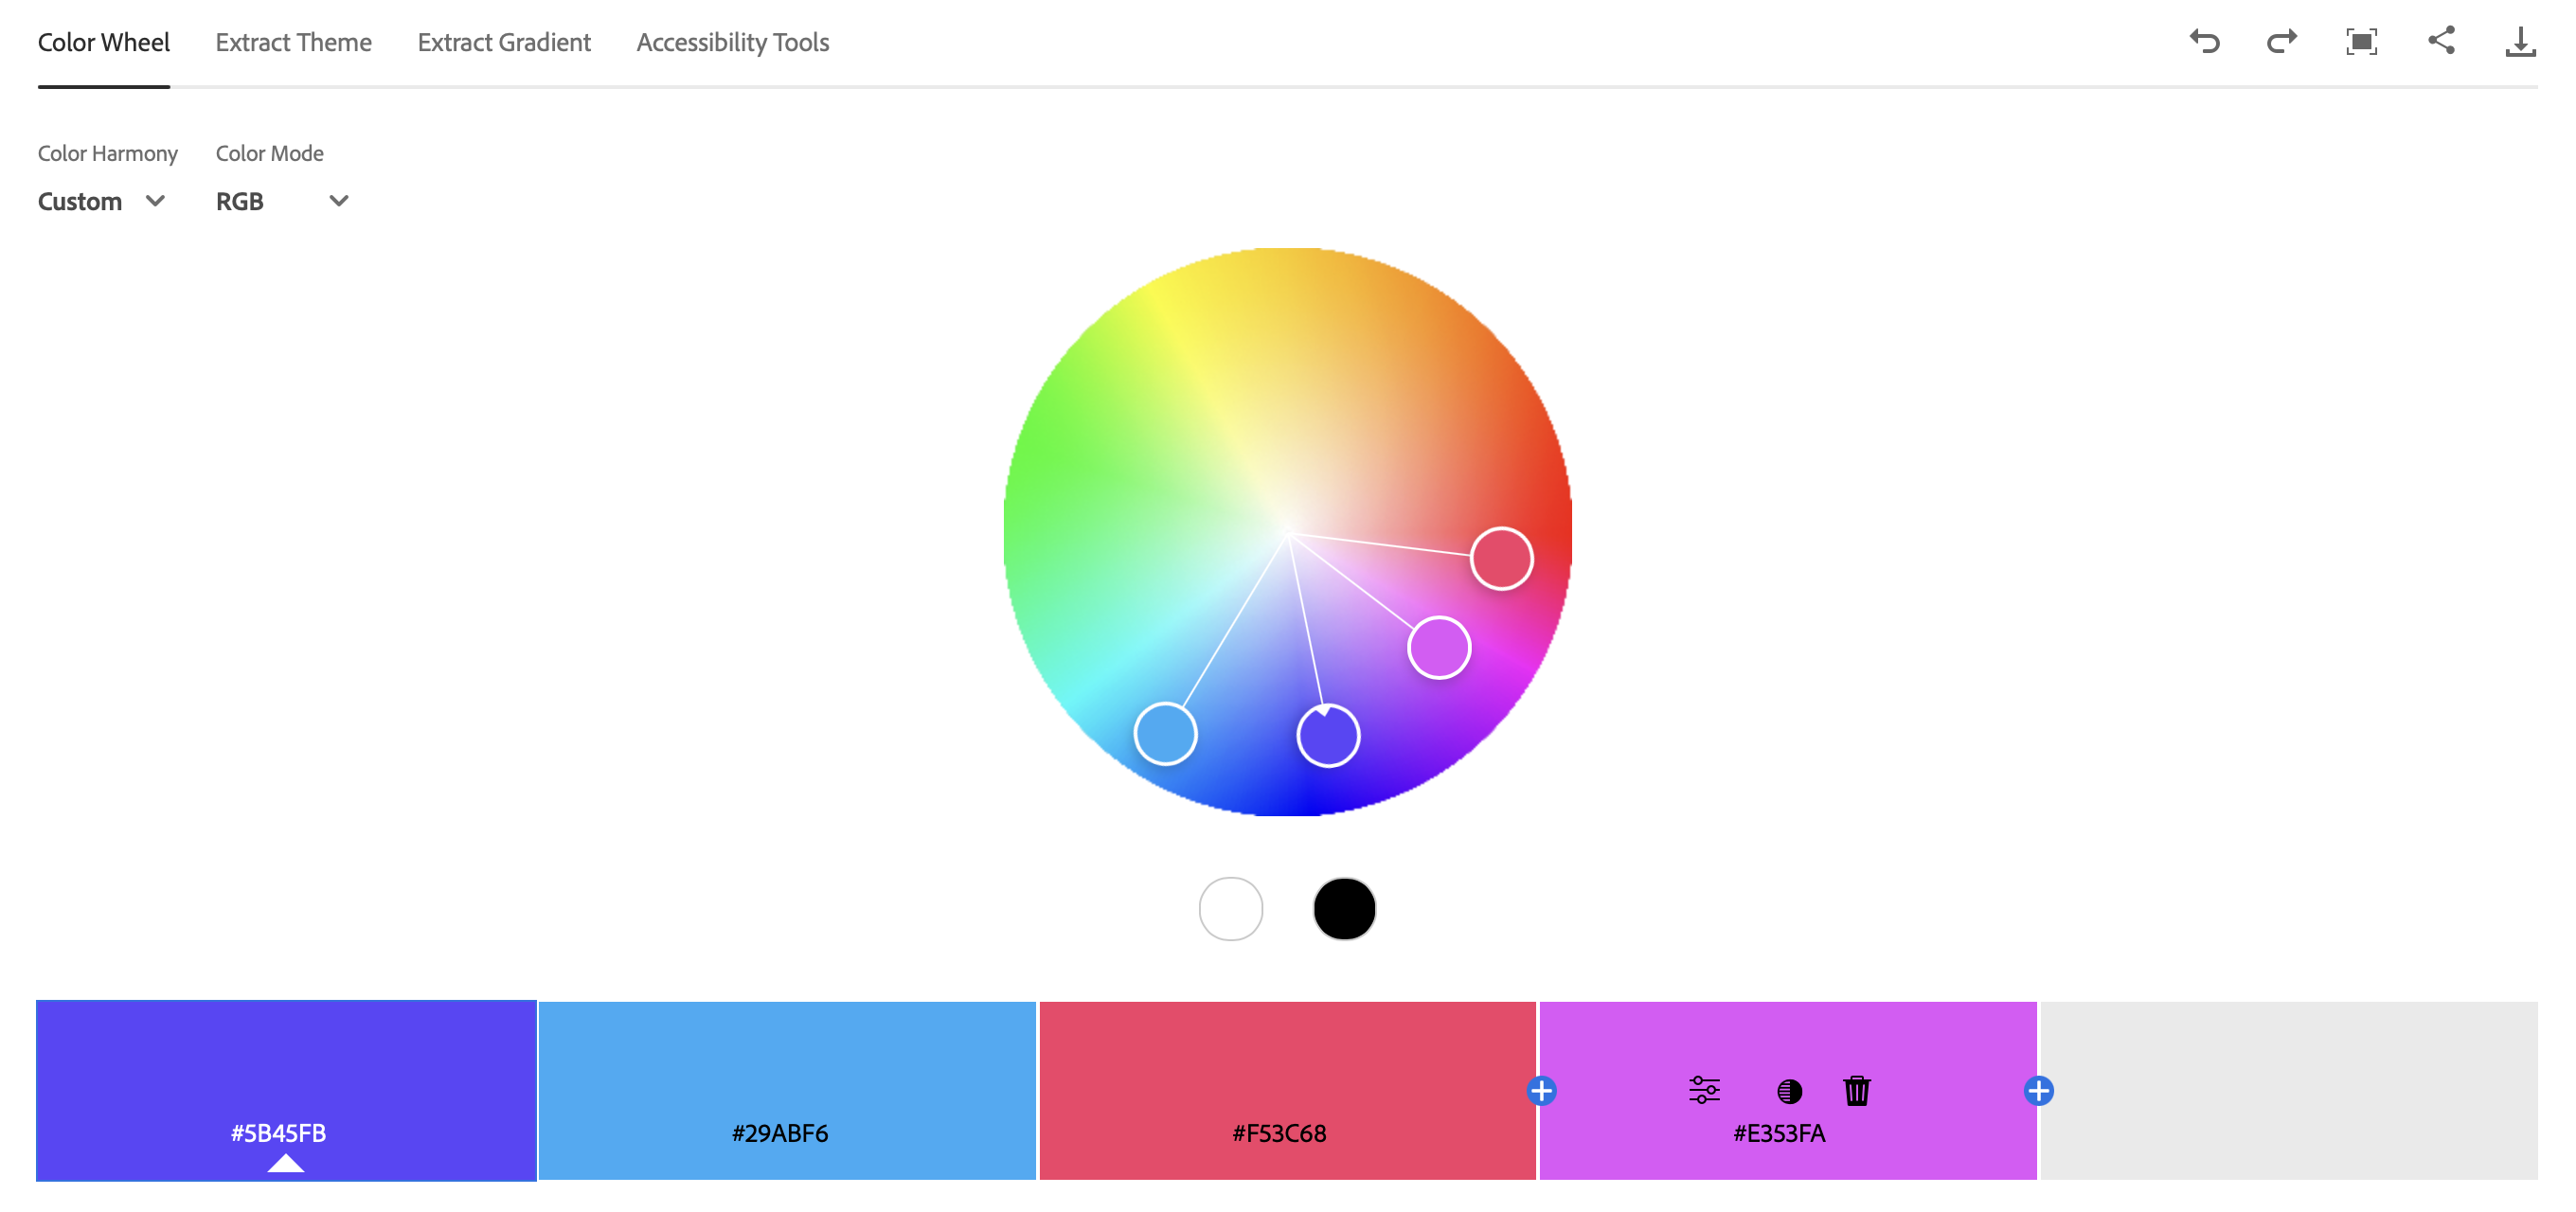 Color Wheel Extract Theme Extract Gradient Accessibility Tools
Color Harmony Color Mode
Custom RGB
#5B45FB #29ABF6 #F53C68 #E353FA